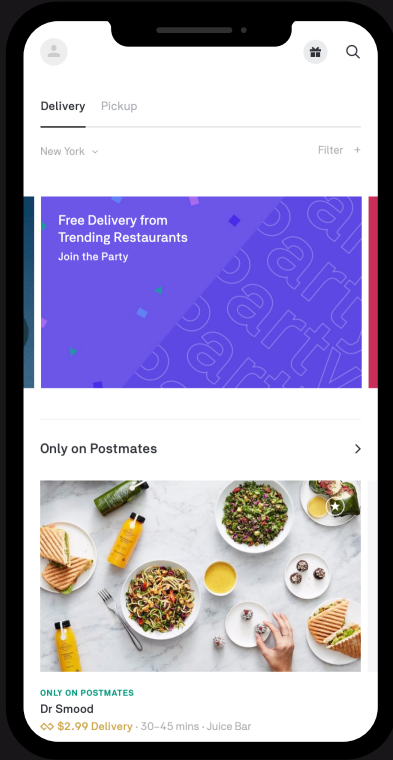 Delivery Pickup
New York Filter +
Free Delivery from
Trending Restaurants
Join the Party
party
Only on Postmates
ONLY ON POSTMATES
Dr Smood
$2.99 Delivery · 30–45 mins · Juice Bar